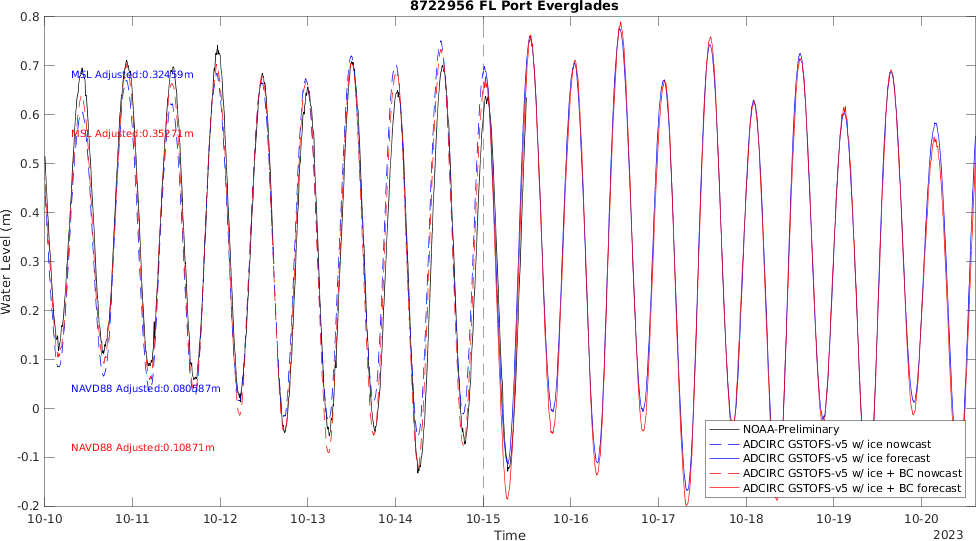 8722956 FL Port Everglades
0.8
0.7
0.6
0.5
0.4
0.3
0.2
0.1
0
-0.1
-0.2
Water Level (m)
MSL Adjusted:0.32459m
MSL Adjusted:0.35271m
NAVD88 Adjusted:0.080587m
NAVD88 Adjusted:0.10871m
NOAA-Preliminary
ADCIRC GSTOFS-v5 w/ ice nowcast
ADCIRC GSTOFS-v5 w/ ice forecast
ADCIRC GSTOFS-v5 w/ ice + BC nowcast
ADCIRC GSTOFS-v5 w/ ice + BC forecast
10-10 10-11 10-12 10-13 10-14 10-15 10-16 10-17 10-18 10-19 10-20
Time
2023